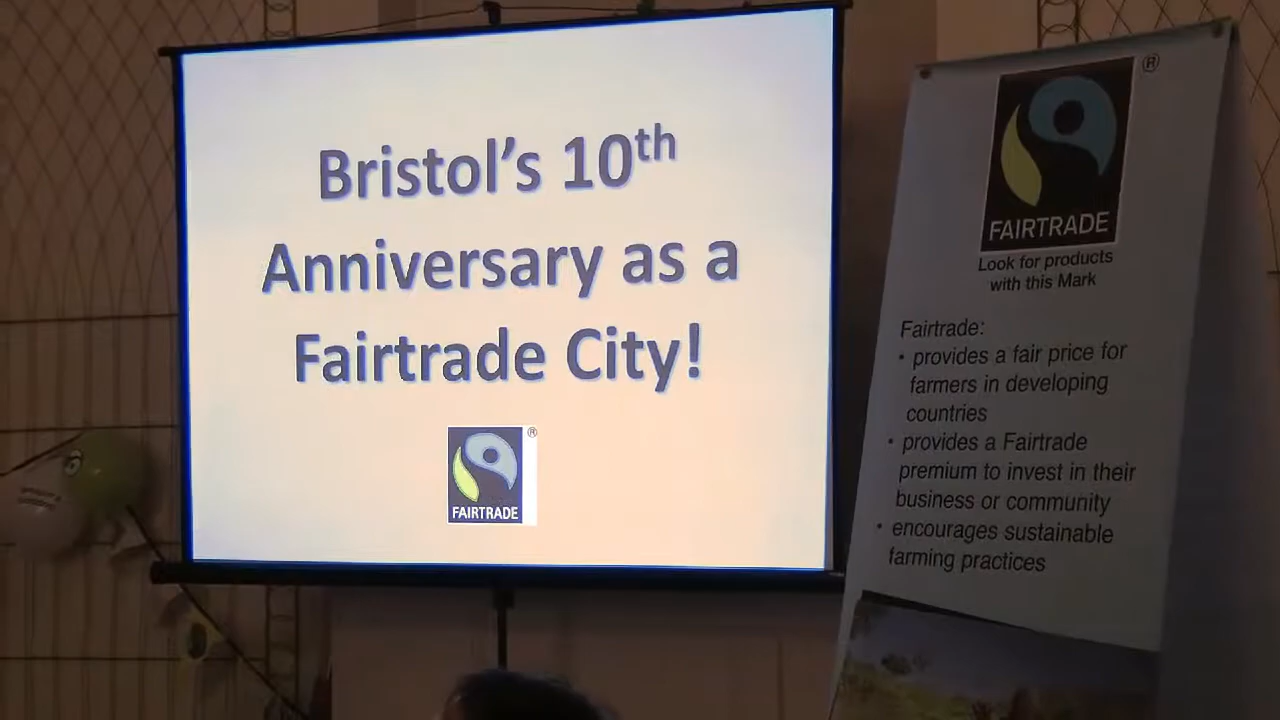 Bristol's 10th
Anniversary as a
Fairtrade City!
®
FAIRTRADE
®
FAIRTRADE
Look for products
with this Mark
Fairtrade:
• provides a fair price for
farmers in developing
countries
• provides a Fairtrade
premium to invest in their
business or community
• encourages sustainable
farming practices